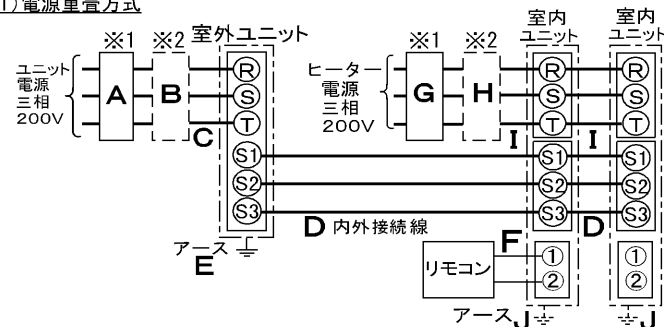 1)電源重畳方式
※1 ※2 室外ユニット
ユニット
電源
三相
200V
A B C
R
S
T
S1
S2
S3
アース
E
※1 ※2
ヒーター
電源
三相
200V
G H I I
室内
ユニット
室内
ユニット
R R
S S
T T
S1 S1
S2 S2
S3 S3
D 内外接続線 D
F
リモコン
① ①
② ②
アース J J